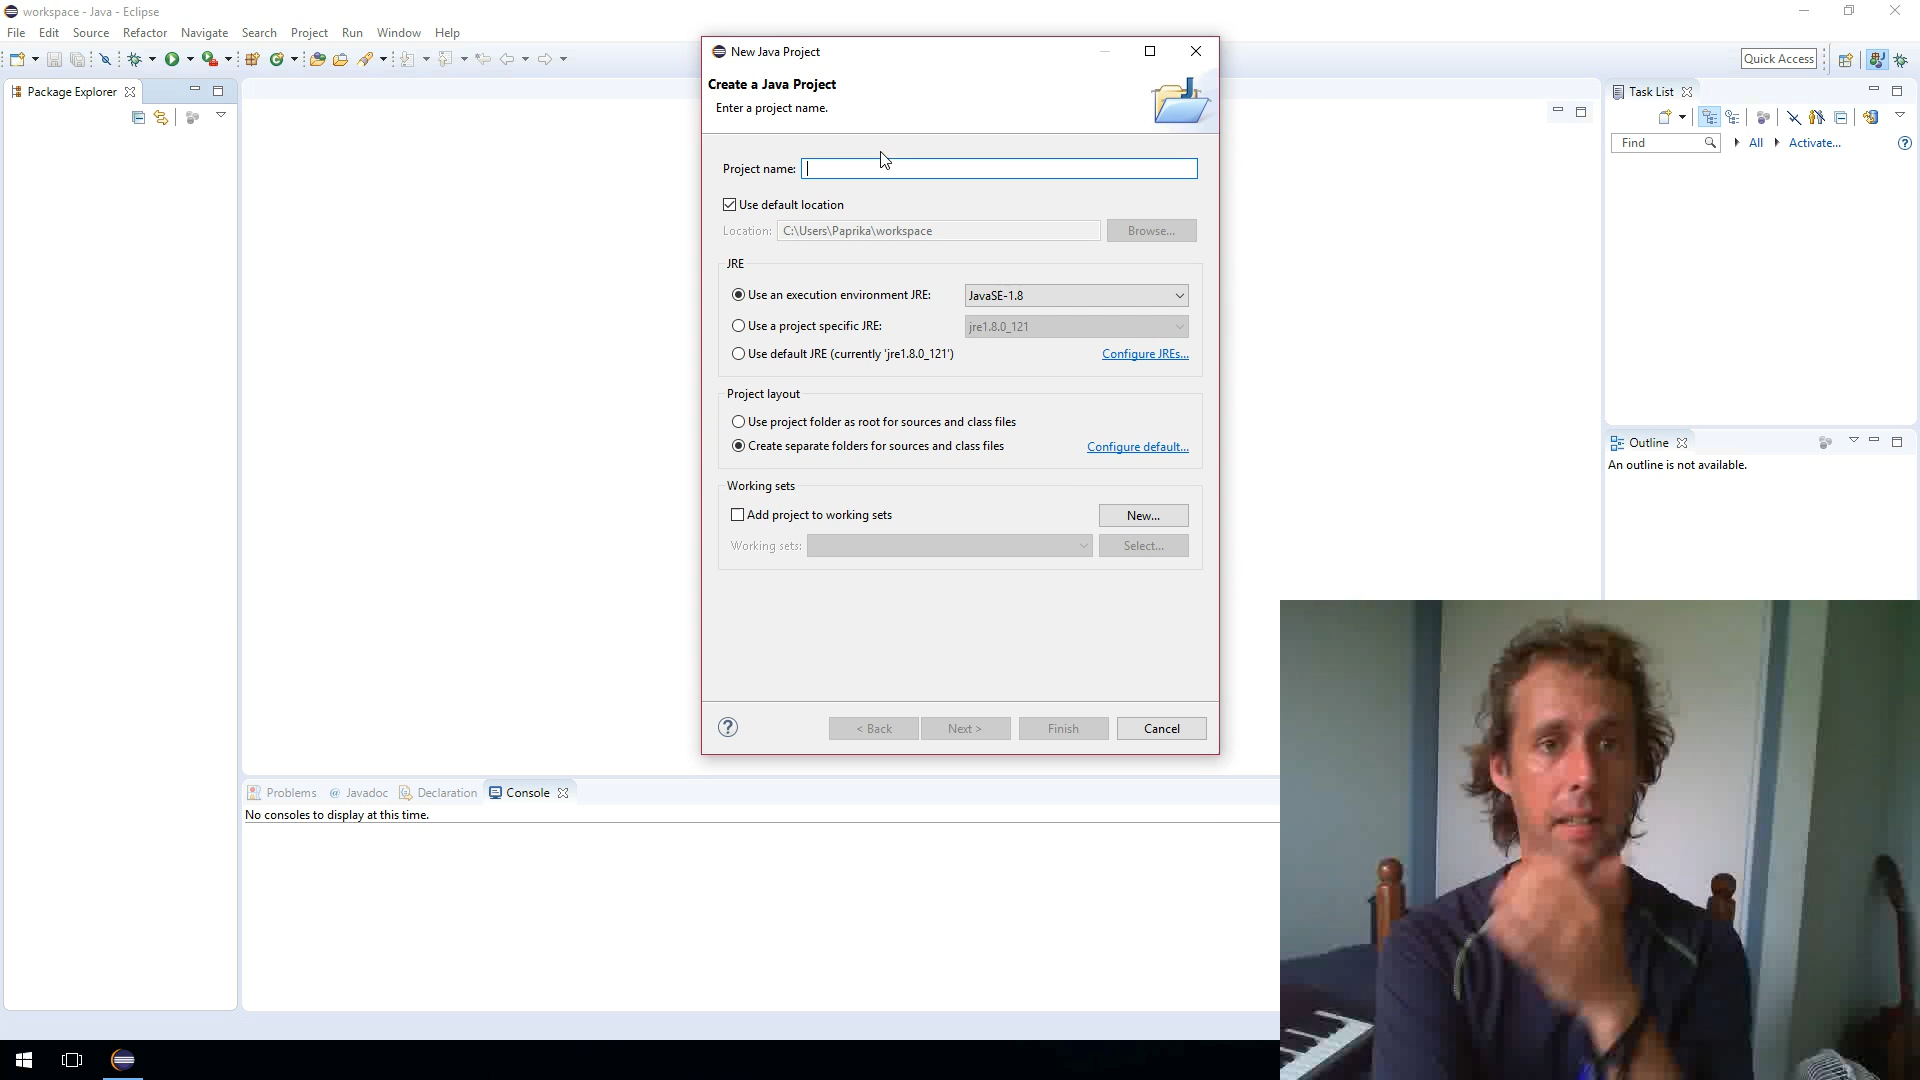 workspace - Java - Eclipse
File Edit Source Refactor Navigate Search Project Run Window Help
Quick Access
Package Explorer
New Java Project
Create a Java Project
Enter a project name.
Project name:
Use default location
Location: C:\Users\Paprika\workspace Browse...
JRE
Use an execution environment JRE: JavaSE-1.8
Use a project specific JRE: jre1.8.0_121
Use default JRE (currently 'jre1.8.0_121') Configure JREs...
Project layout
Use project folder as root for sources and class files
Create separate folders for sources and class files Configure default...
Working sets
Add project to working sets New...
Working sets: Select...
? < Back Next > Finish Cancel
Task List
Find All Activate... ?
Outline
An outline is not available.
Problems @ Javadoc Declaration Console
No consoles to display at this time.